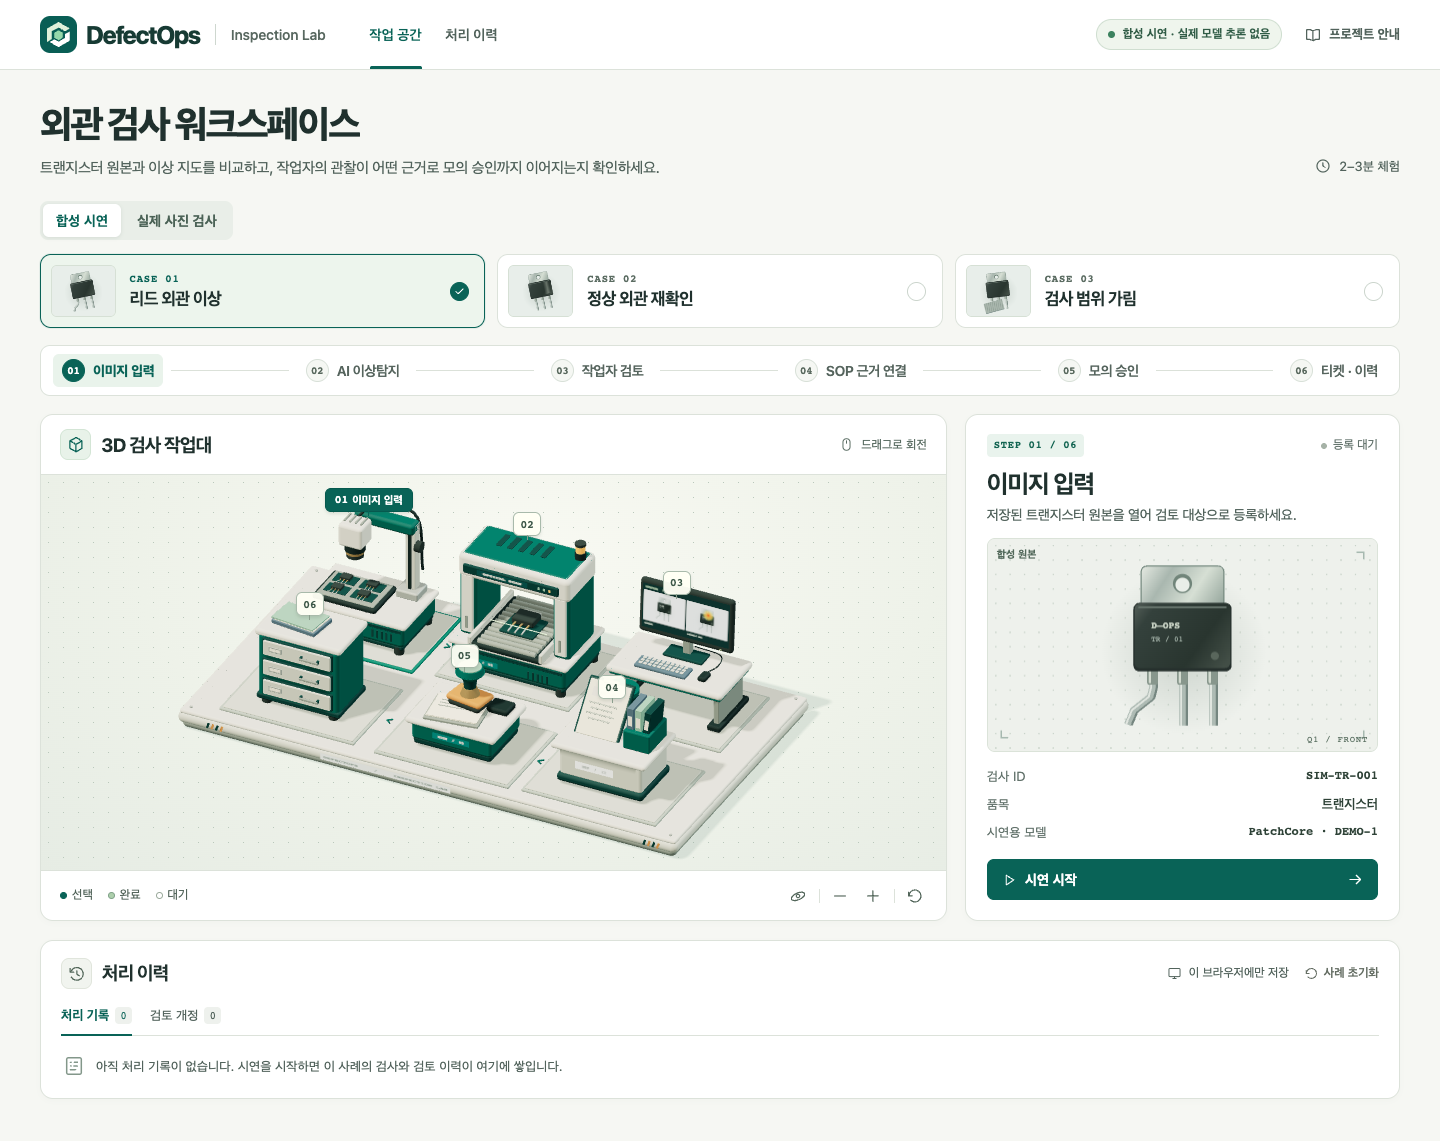 DefectOps
Inspection Lab
작업 공간
처리 이력
합성 시연 · 실제 모델 추론 없음
프로젝트 안내
외관 검사 워크스페이스
트랜지스터 원본과 이상 지도를 비교하고, 작업자의 관찰이 어떤 근거로 모의 승인까지 이어지는지 확인하세요.
2–3분 체험
합성 시연
실제 사진 검사
CASE 01
리드 외관 이상
CASE 02
정상 외관 재확인
CASE 03
검사 범위 가림
01 이미지 입력
02 AI 이상탐지
03 작업자 검토
04 SOP 근거 연결
05 모의 승인
06 티켓 · 이력
3D 검사 작업대
드래그로 회전
01 이미지 입력
02
03
06
05
04
선택
완료
대기
STEP 01 / 06
등록 대기
이미지 입력
저장된 트랜지스터 원본을 열어 검토 대상으로 등록하세요.
합성 원본
D—OPS
TR / 01
Q1 / FRONT
검사 ID
SIM-TR-001
품목
트랜지스터
시연용 모델
PatchCore · DEMO-1
시연 시작
처리 이력
이 브라우저에만 저장
사례 초기화
처리 기록 0
검토 개정 0
아직 처리 기록이 없습니다. 시연을 시작하면 이 사례의 검사와 검토 이력이 여기에 쌓입니다.